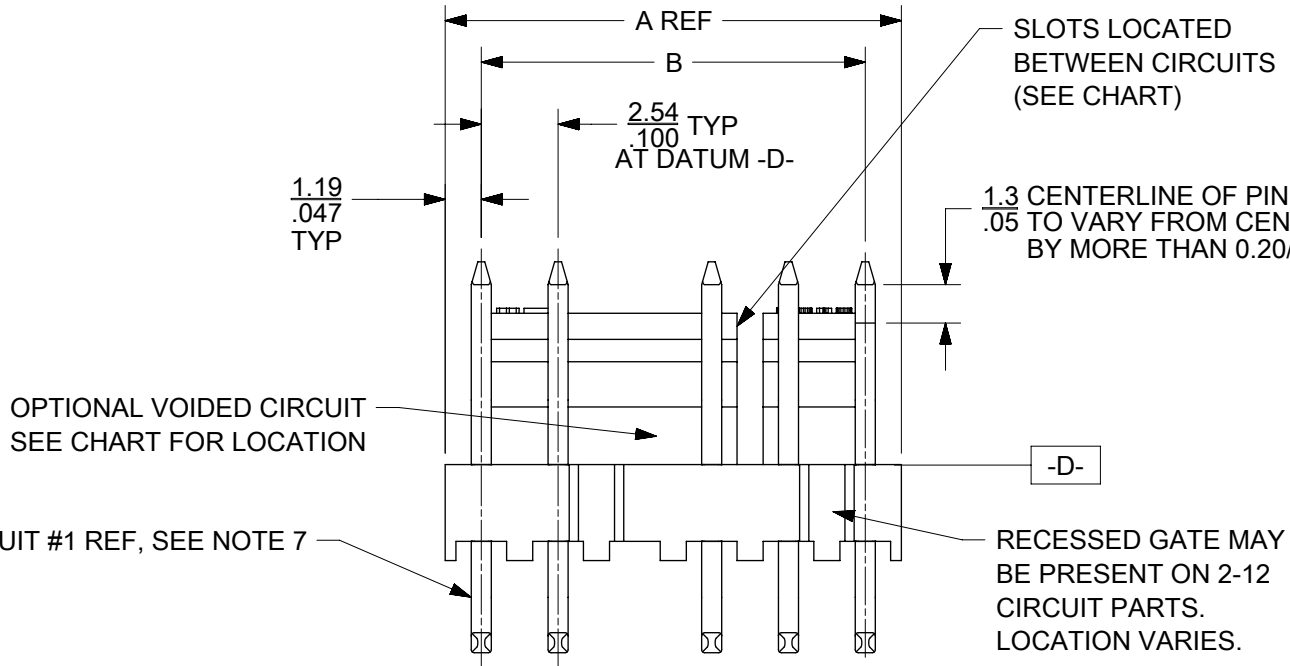 A REF
B
SLOTS LOCATED
BETWEEN CIRCUITS
(SEE CHART)
2.54
.100 TYP
AT DATUM -D-
1.19
.047
TYP
1.3
.05
CENTERLINE OF PIN
TO VARY FROM CEN
BY MORE THAN 0.20/
OPTIONAL VOIDED CIRCUIT
SEE CHART FOR LOCATION
-D-
UIT #1 REF, SEE NOTE 7
RECESSED GATE MAY
BE PRESENT ON 2-12
CIRCUIT PARTS.
LOCATION VARIES.